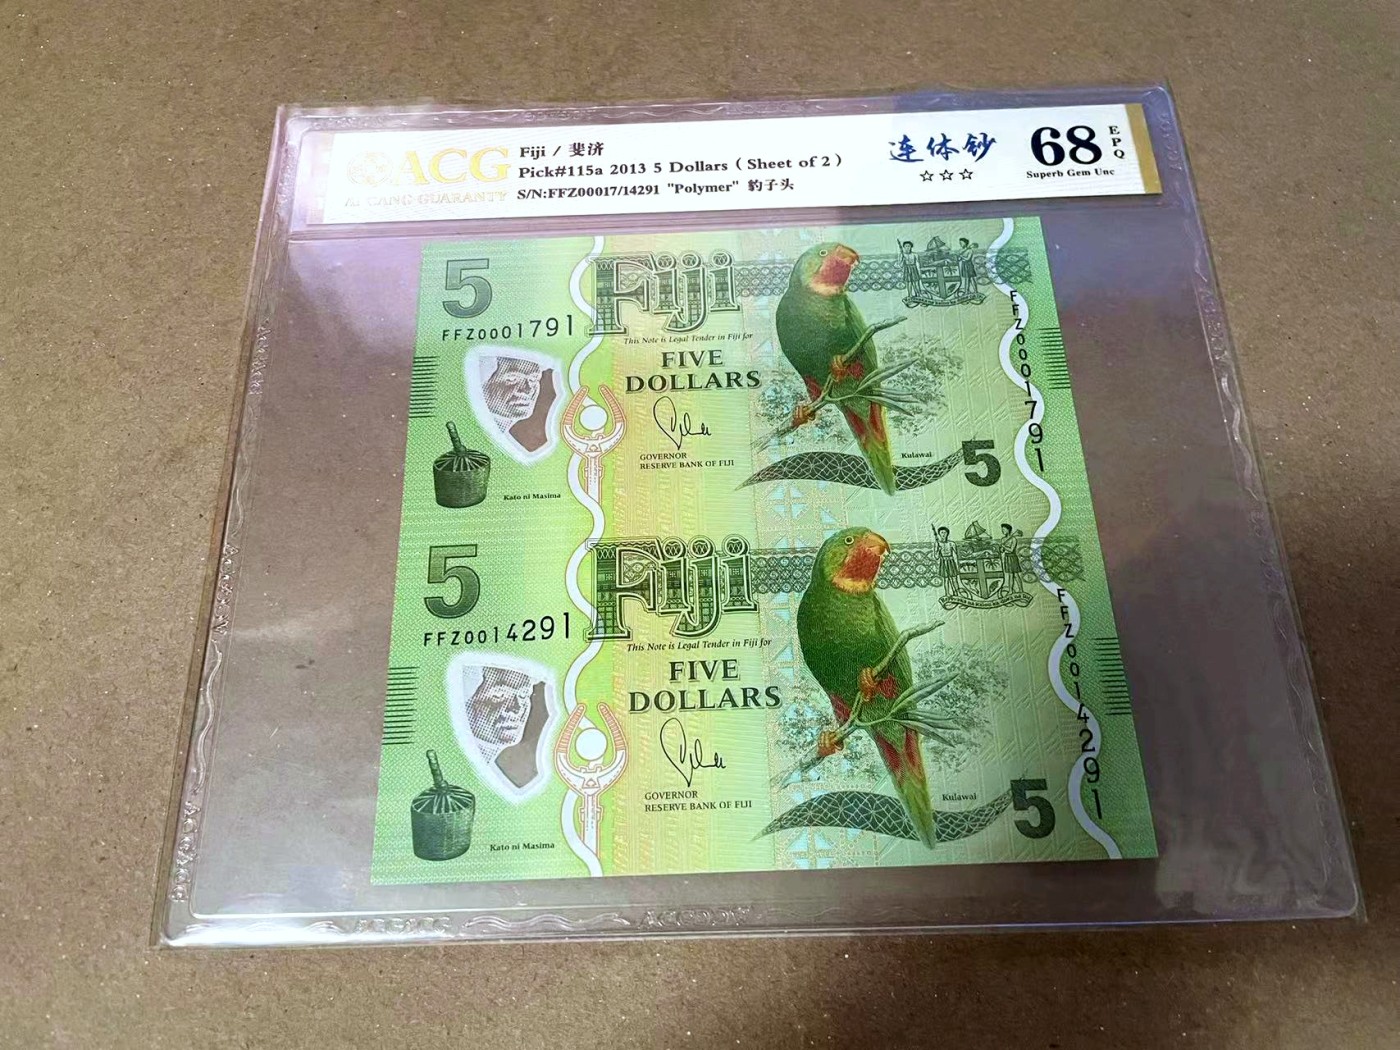 ACG
AI CANG GUARANTY
Fiji / 斐济
Pick#115a 2013 5 Dollars ( Sheet of 2 )
S/N:FFZ00017/14291 "Polymer" 豹子头
连体钞
☆☆☆
68
EPQ
Superb Gem Unc
5
FFZ0001791
Fiji
This Note is Legal Tender in Fiji for
FIVE
DOLLARS
GOVERNOR
RESERVE BANK OF FIJI
Kato ni Masima
Kulawai
5
FFZ0001791
5
FFZ0014291
Fiji
This Note is Legal Tender in Fiji for
FIVE
DOLLARS
GOVERNOR
RESERVE BANK OF FIJI
Kato ni Masima
Kulawai
5
FFZ0014291